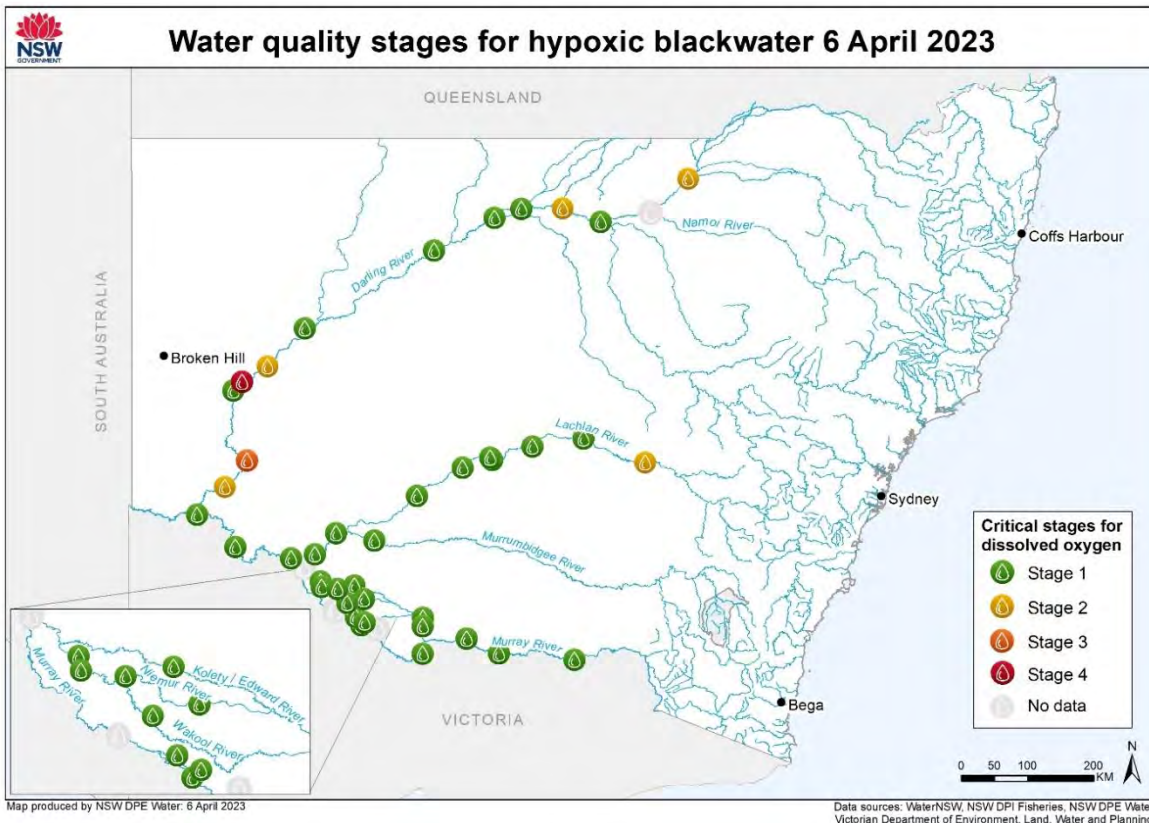 NSW
GOVERNMENT
Water quality stages for hypoxic blackwater 6 April 2023
QUEENSLAND
SOUTH AUSTRALIA
Darling River
Namoi River
Coffs Harbour
Broken Hill
Lachlan River
Sydney
Murrumbidgee River
Murray River
Bega
VICTORIA
Murray River
Kolety / Edward River
Niemur River
Wakool River
Critical stages for
dissolved oxygen
Stage 1
Stage 2
Stage 3
Stage 4
No data
N
0 50 100 200
KM
Map produced by NSW DPE Water: 6 April 2023
Data sources: WaterNSW, NSW DPI Fisheries, NSW DPE Water
Victorian Department of Environment, Land, Water and Planning